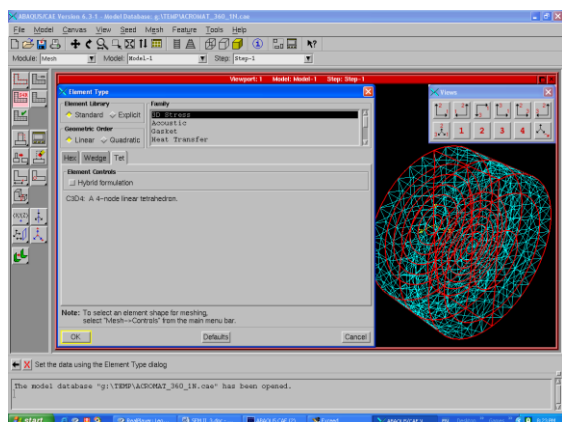 ABAQUS/CAE Version 6.3-1 - Model Database: g:\TEMP\ACROMAT_360_1N.cae
File Model Canvas View Seed Mesh Feature Tools Help
Module: Mesh Model: Model-1 Step: Step-1
Viewport: 1 Model: Model-1 Step: Step-1
Element Type
Views
Element Library
Standard Explicit
Geometric Order
Linear Quadratic
Family
3D Stress
Acoustic
Gasket
Heat Transfer
1 2 3 4
Hex Wedge Tet
Element Controls
Hybrid formulation
C3D4: A 4-node linear tetrahedron.
Note: To select an element shape for meshing,
select "Mesh->Controls" from the main menu bar.
OK Defaults Cancel
Set the data using the Element Type dialog
The model database "g:\TEMP\ACROMAT_360_1N.cae" has been opened.
start